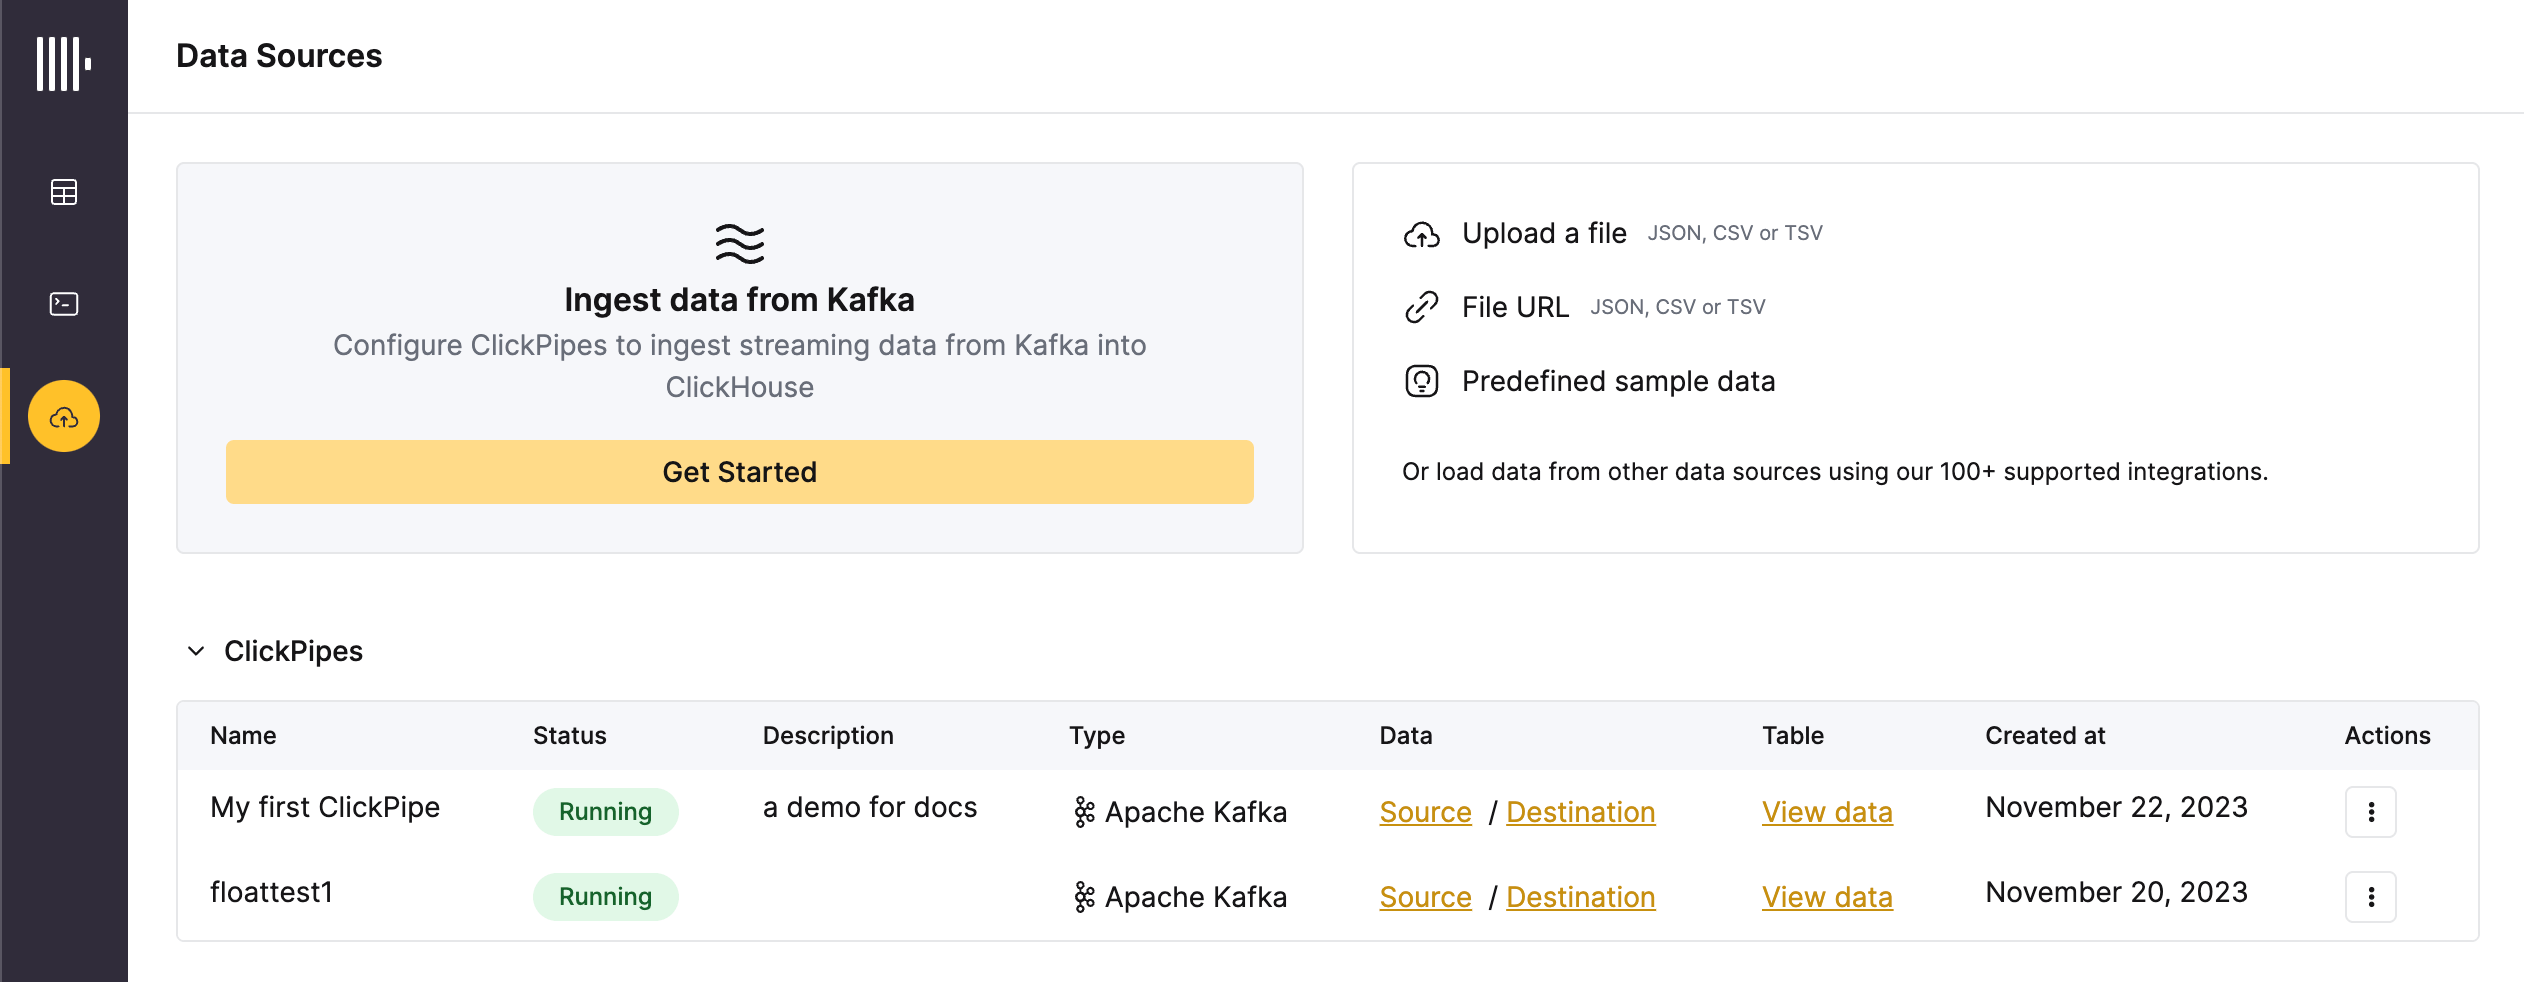 Data Sources
Ingest data from Kafka
Configure ClickPipes to ingest streaming data from Kafka into
ClickHouse
Get Started
Upload a file JSON, CSV or TSV
File URL JSON, CSV or TSV
Predefined sample data
Or load data from other data sources using our 100+ supported integrations.
ClickPipes
Name Status Description Type Data Table Created at Actions
My first ClickPipe Running a demo for docs Apache Kafka Source / Destination View data November 22, 2023
floattest1 Running Apache Kafka Source / Destination View data November 20, 2023